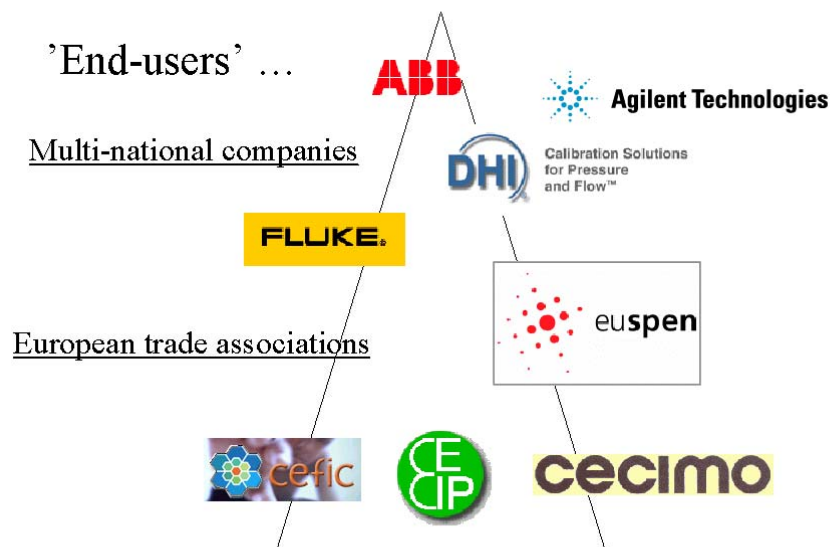 ’End-users’ ...
ABB
Agilent Technologies
Multi-national companies
DHI
Calibration Solutions
for Pressure
and Flow™
FLUKE®
euspen
European trade associations
cefic
CE
CIP
cecimo